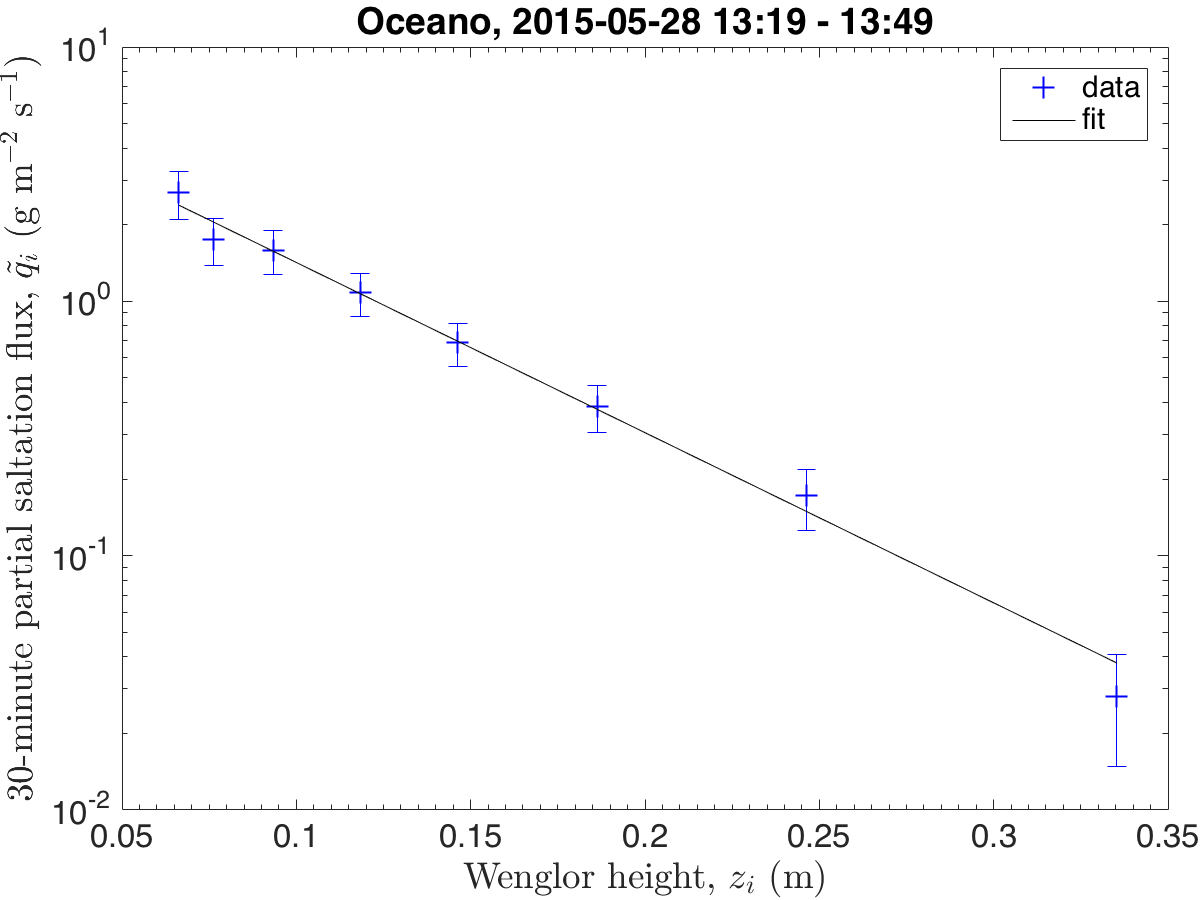 Oceano, 2015-05-28 13:19 - 13:49
10^1
10^0
10^-1
10^-2
30-minute partial saltation flux, q̃_i (g m^−2 s^−1)
data
fit
0.05 0.1 0.15 0.2 0.25 0.3 0.35
Wenglor height, z_i (m)